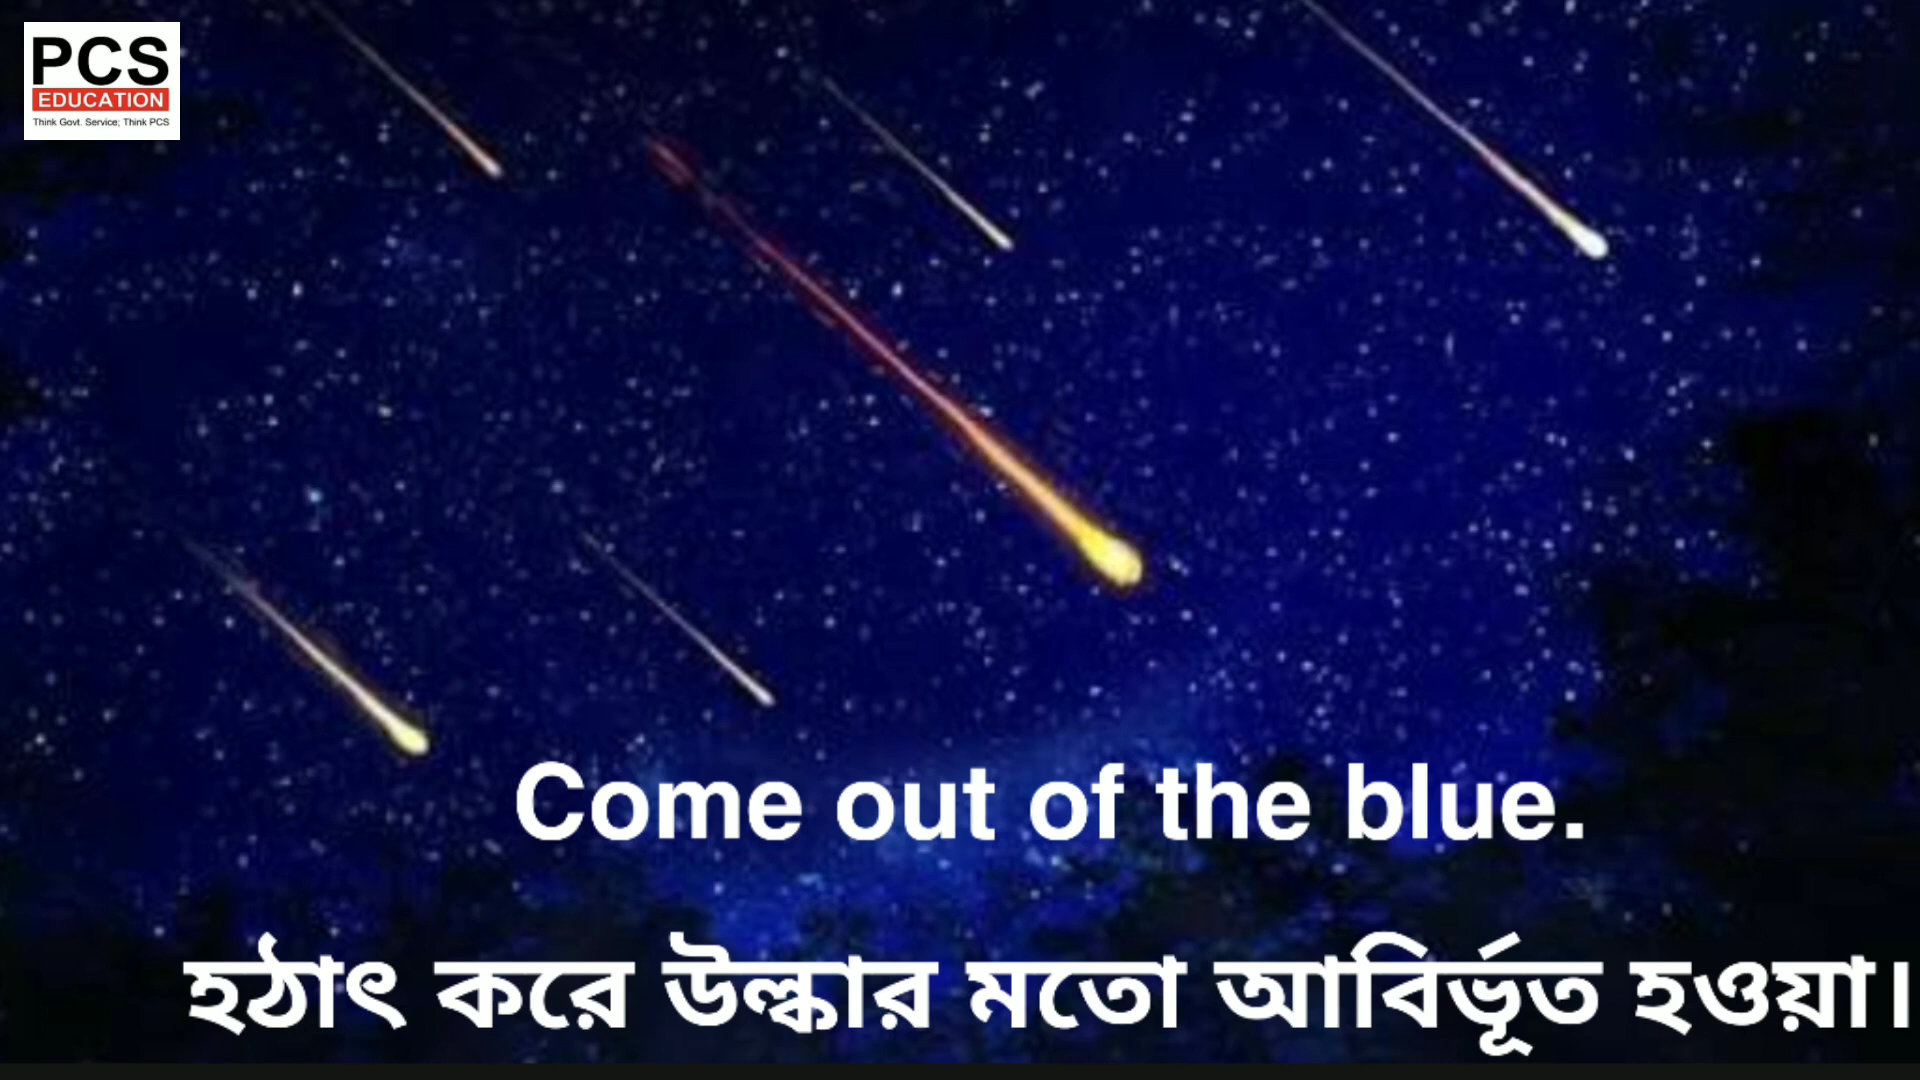 PCS
EDUCATION
Think Govt. Service; Think PCS
Come out of the blue.
হঠাৎ করে উল্কার মতো আবির্ভূত হওয়া।